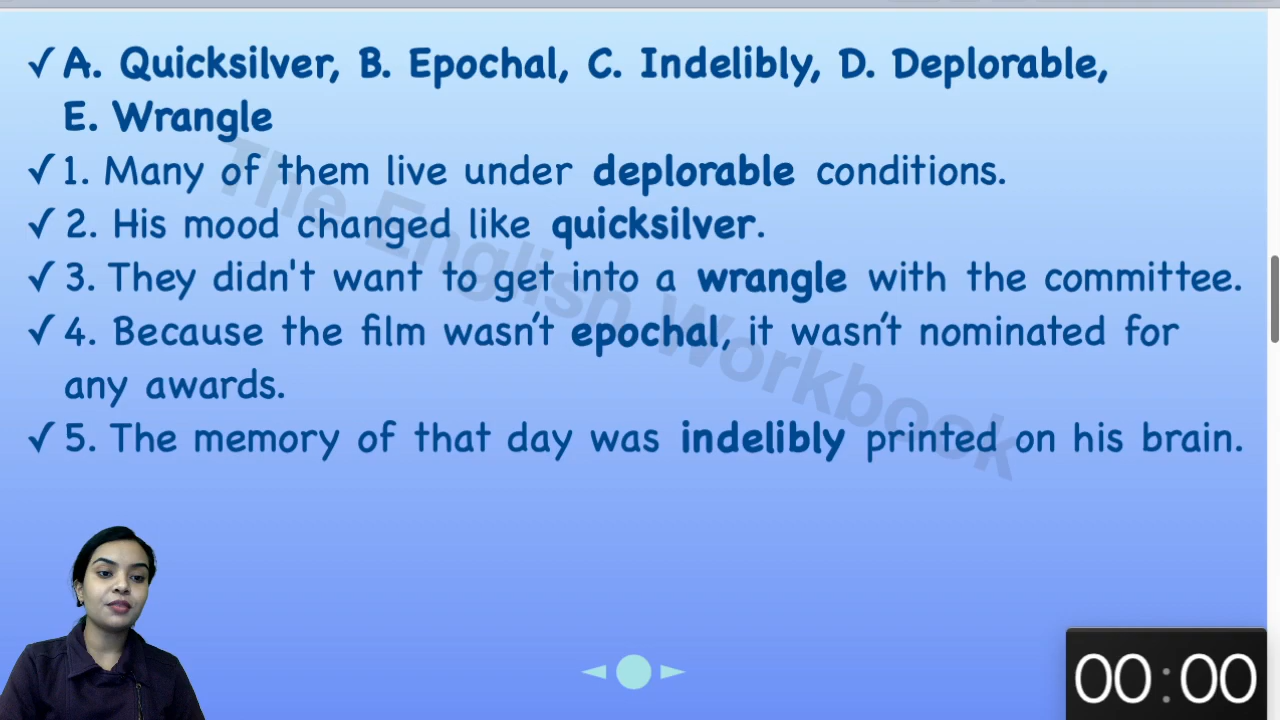 ✓ A. Quicksilver, B. Epochal, C. Indelibly, D. Deplorable,
E. Wrangle
✓ 1. Many of them live under deplorable conditions.
✓ 2. His mood changed like quicksilver.
✓ 3. They didn't want to get into a wrangle with the committee.
✓ 4. Because the film wasn't epochal, it wasn't nominated for
any awards.
✓ 5. The memory of that day was indelibly printed on his brain.
The English Workbook
00:00